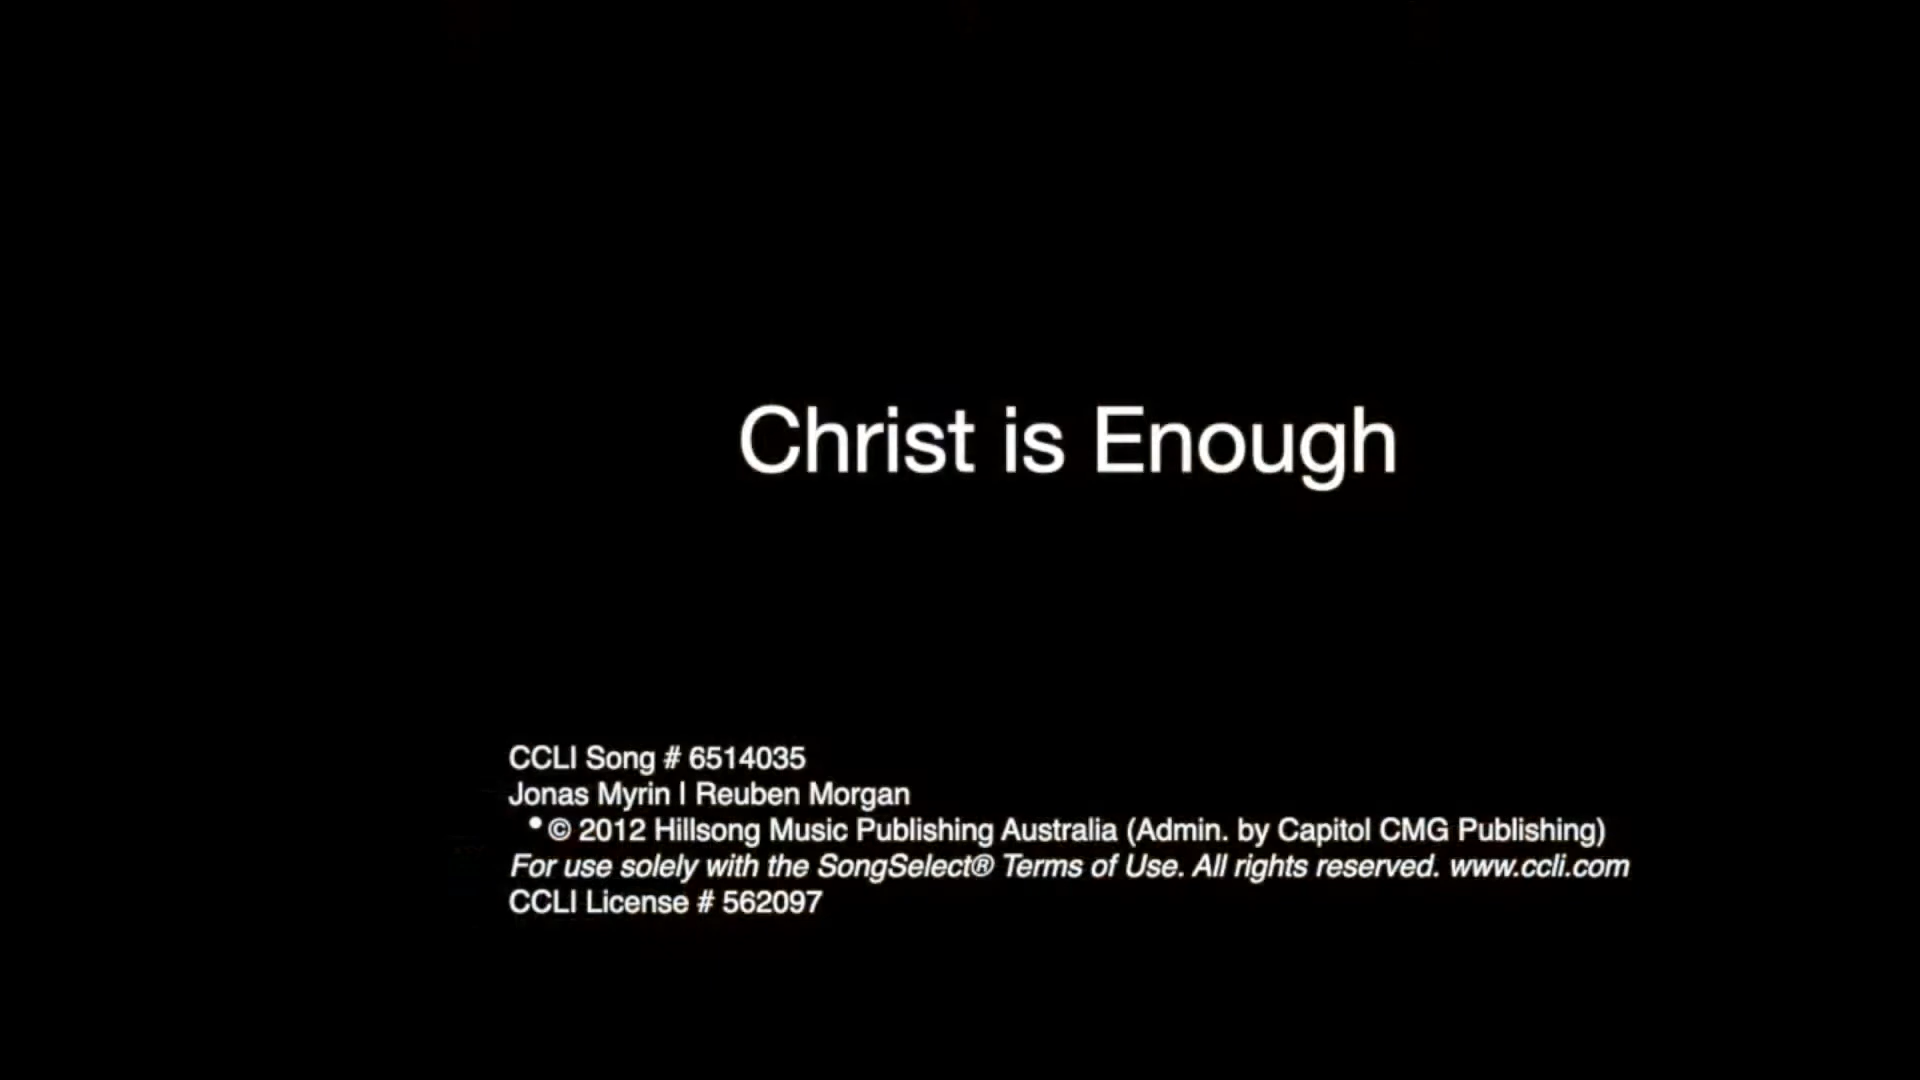 Christ is Enough
CCLI Song # 6514035
Jonas Myrin | Reuben Morgan
•© 2012 Hillsong Music Publishing Australia (Admin. by Capitol CMG Publishing)
For use solely with the SongSelect® Terms of Use. All rights reserved. www.ccli.com
CCLI License # 562097